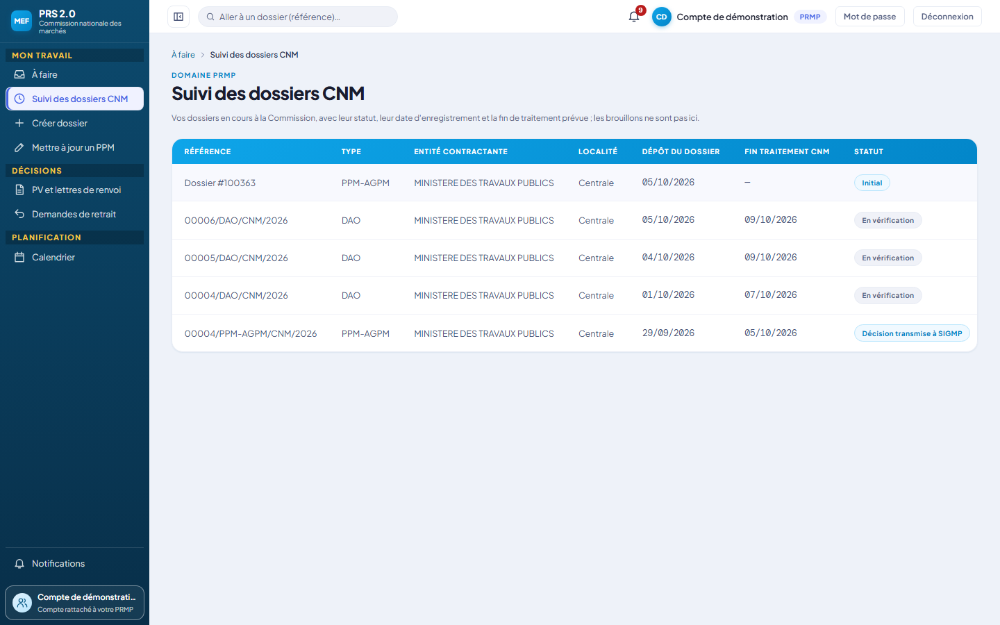 MEF
PRS 2.0
Commission nationale des
marchés
MON TRAVAIL
À faire
Suivi des dossiers CNM
Créer dossier
Mettre à jour un PPM
DÉCISIONS
PV et lettres de renvoi
Demandes de retrait
PLANIFICATION
Calendrier
Notifications
Compte de démonstrati...
Compte rattaché à votre PRMP
Aller à un dossier (référence)...
9
CD Compte de démonstration PRMP Mot de passe Déconnexion
À faire > Suivi des dossiers CNM
DOMAINE PRMP
Suivi des dossiers CNM
Vos dossiers en cours à la Commission, avec leur statut, leur date d'enregistrement et la fin de traitement prévue ; les brouillons ne sont pas ici.
RÉFÉRENCE TYPE ENTITÉ CONTRACTANTE LOCALITÉ DÉPÔT DU DOSSIER FIN TRAITEMENT CNM STATUT
Dossier #100363 PPM-AGPM MINISTERE DES TRAVAUX PUBLICS Centrale 05/10/2026 — Initial
00006/DAO/CNM/2026 DAO MINISTERE DES TRAVAUX PUBLICS Centrale 05/10/2026 09/10/2026 En vérification
00005/DAO/CNM/2026 DAO MINISTERE DES TRAVAUX PUBLICS Centrale 04/10/2026 09/10/2026 En vérification
00004/DAO/CNM/2026 DAO MINISTERE DES TRAVAUX PUBLICS Centrale 01/10/2026 07/10/2026 En vérification
00004/PPM-AGPM/CNM/2026 PPM-AGPM MINISTERE DES TRAVAUX PUBLICS Centrale 29/09/2026 05/10/2026 Décision transmise à SIGMP